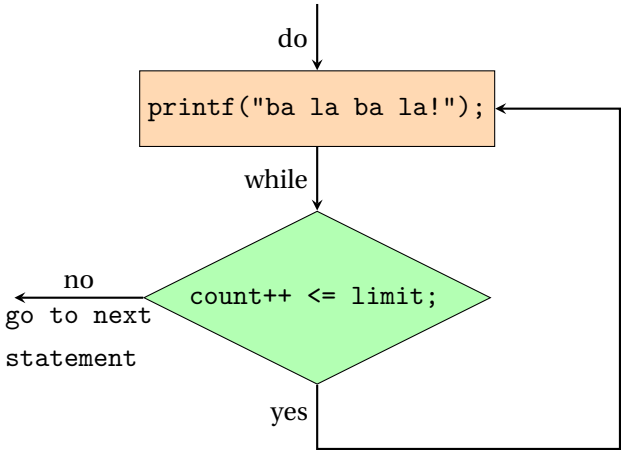 do
printf("ba la ba la!");
while
count++ <= limit;
no
go to next
statement
yes